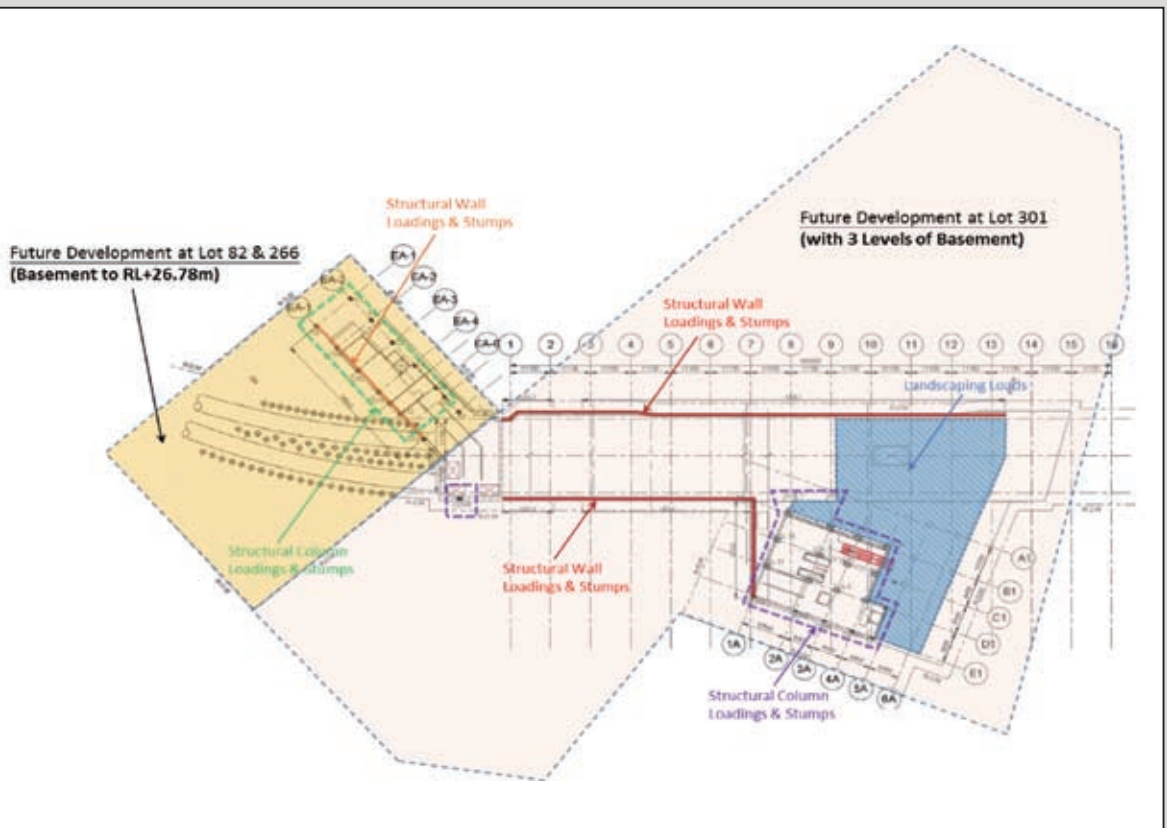 Future Development at Lot 82 & 266
(Basement to RL+26.78m)
Structural Wall
Loadings & Stumps
EA-1
EA-2
EA-3
EA-4
Future Development at Lot 301
(with 3 Levels of Basement)
Structural Wall
Loadings & Stumps
1
2
3
4
5
6
7
8
9
10
11
12
13
14
15
16
Landscaping Loads
Structural Column
Loadings & Stumps
Structural Wall
Loadings & Stumps
A1
B1
C1
D1
E1
1A
2A
3A
4A
5A
6A
Structural Column
Loadings & Stumps